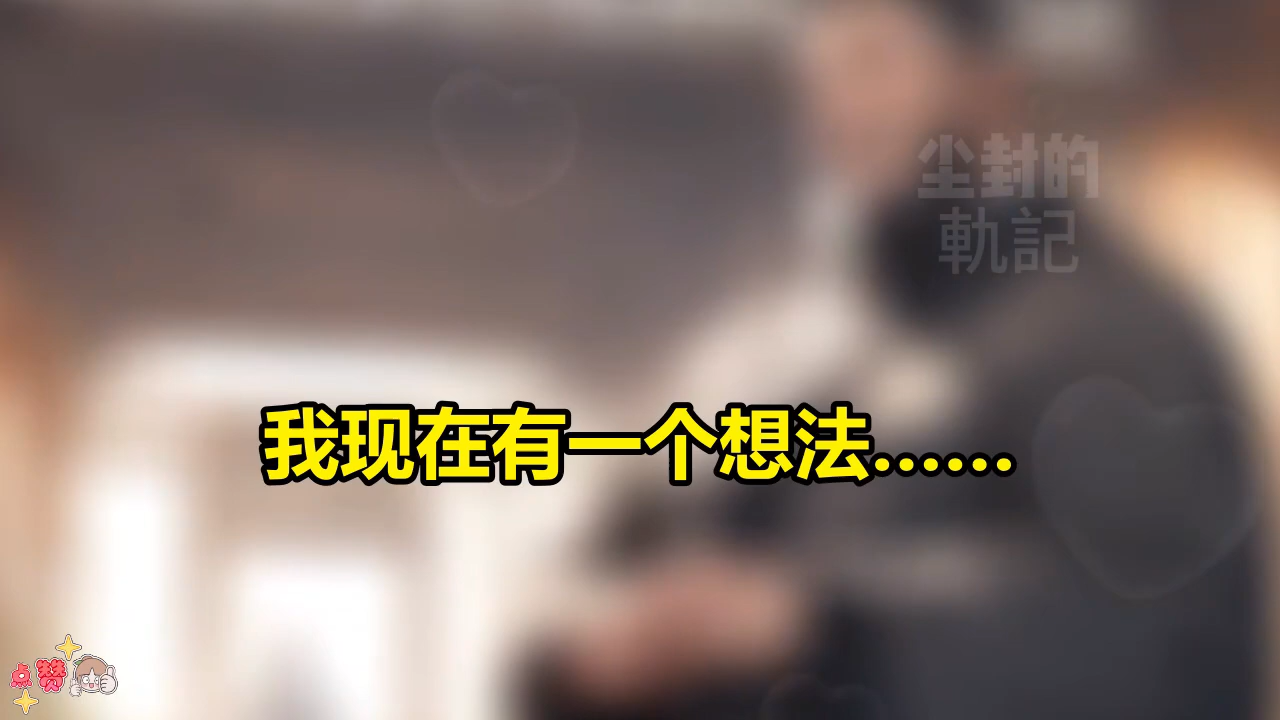 尘封的
軌記
我现在有一个想法……
点赞